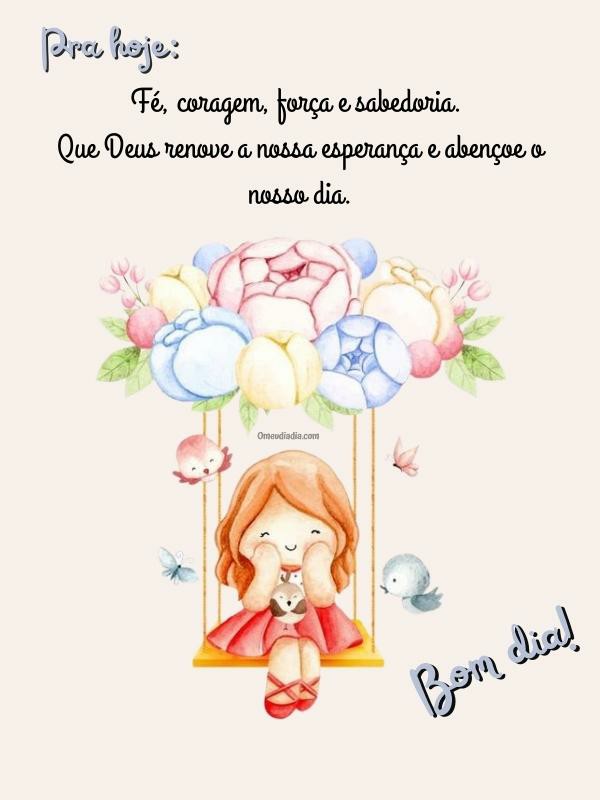 Pra hoje:
Fé, coragem, força e sabedoria.
Que Deus renove a nossa esperança e abençoe o
nosso dia.
Omeudiadia.com
Bom dia!